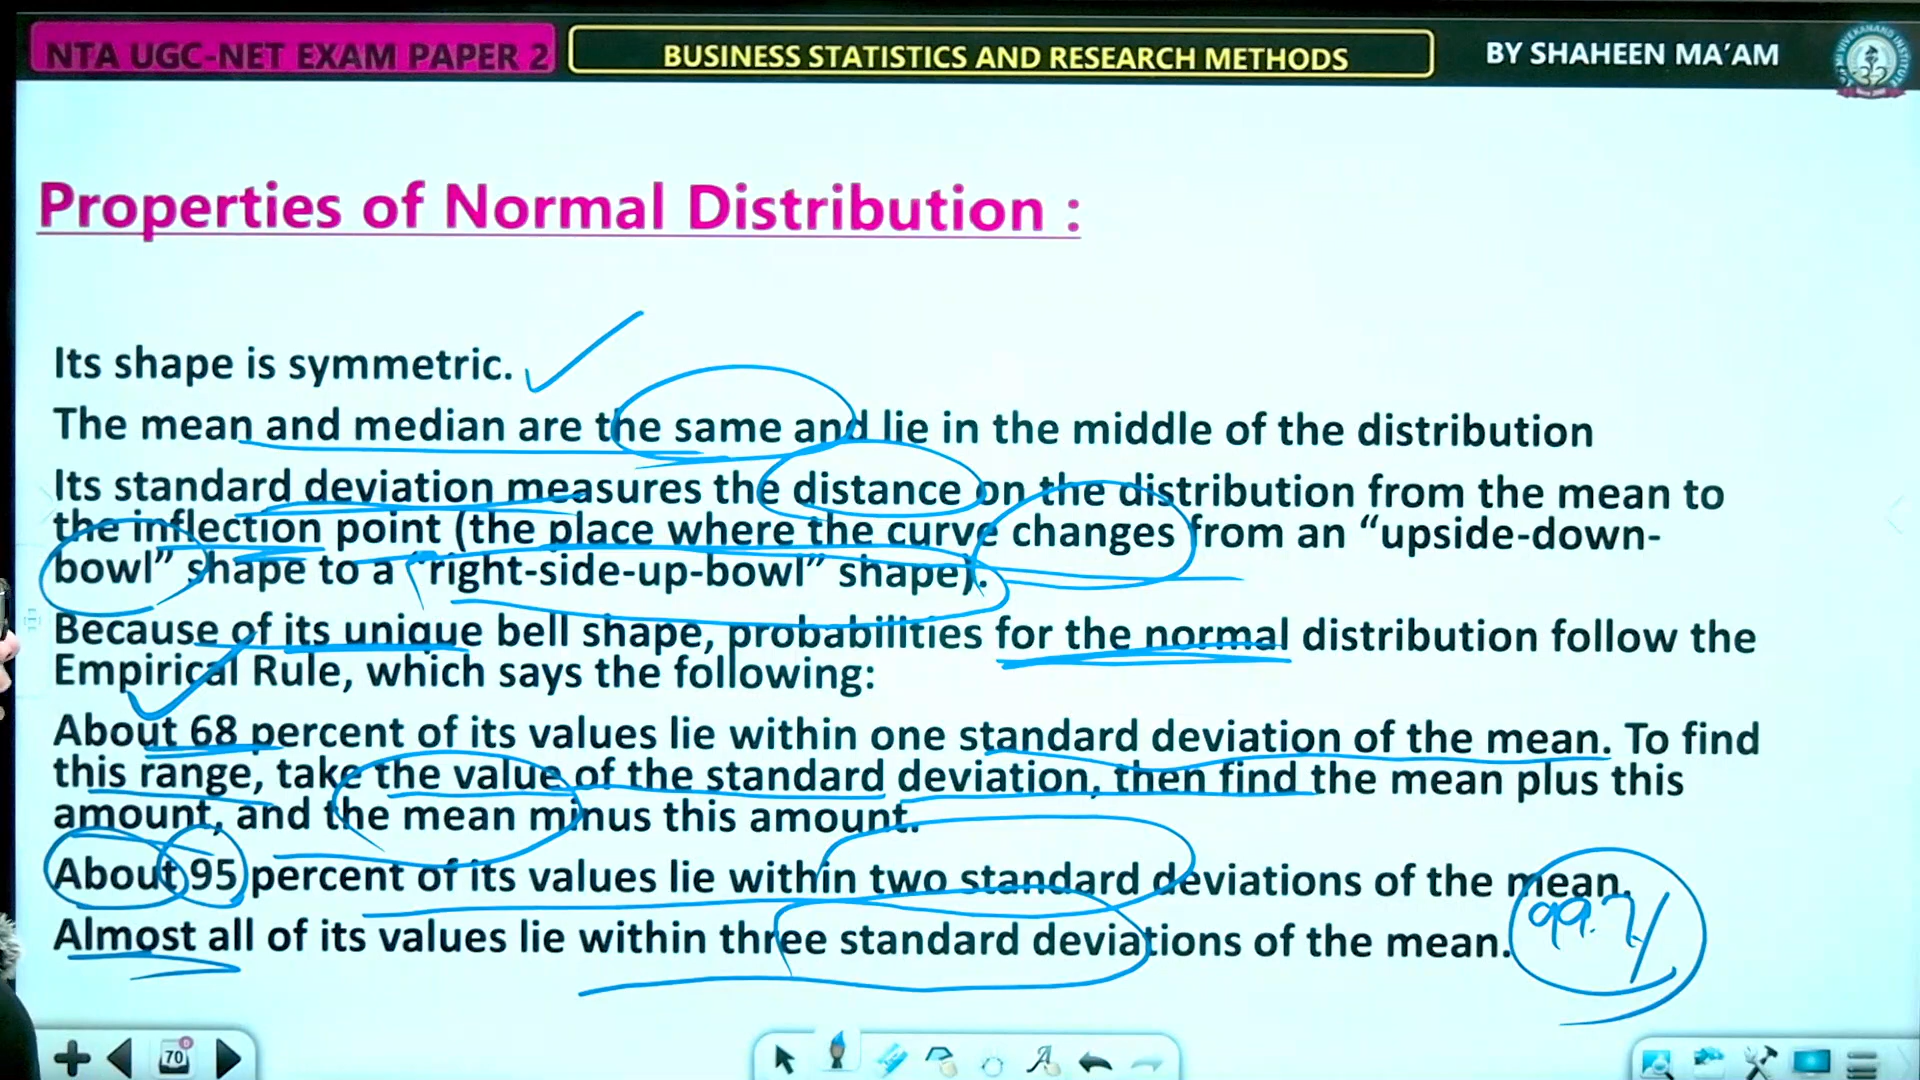 NTA UGC-NET EXAM PAPER 2
BUSINESS STATISTICS AND RESEARCH METHODS
BY SHAHEEN MA’AM
Properties of Normal Distribution :
Its shape is symmetric.
The mean and median are the same and lie in the middle of the distribution
Its standard deviation measures the distance on the distribution from the mean to
the inflection point (the place where the curve changes from an “upside-down-
bowl” shape to a “right-side-up-bowl” shape).
Because of its unique bell shape, probabilities for the normal distribution follow the
Empirical Rule, which says the following:
About 68 percent of its values lie within one standard deviation of the mean. To find
this range, take the value of the standard deviation, then find the mean plus this
amount, and the mean minus this amount.
About 95 percent of its values lie within two standard deviations of the mean.
Almost all of its values lie within three standard deviations of the mean.
99.7
70